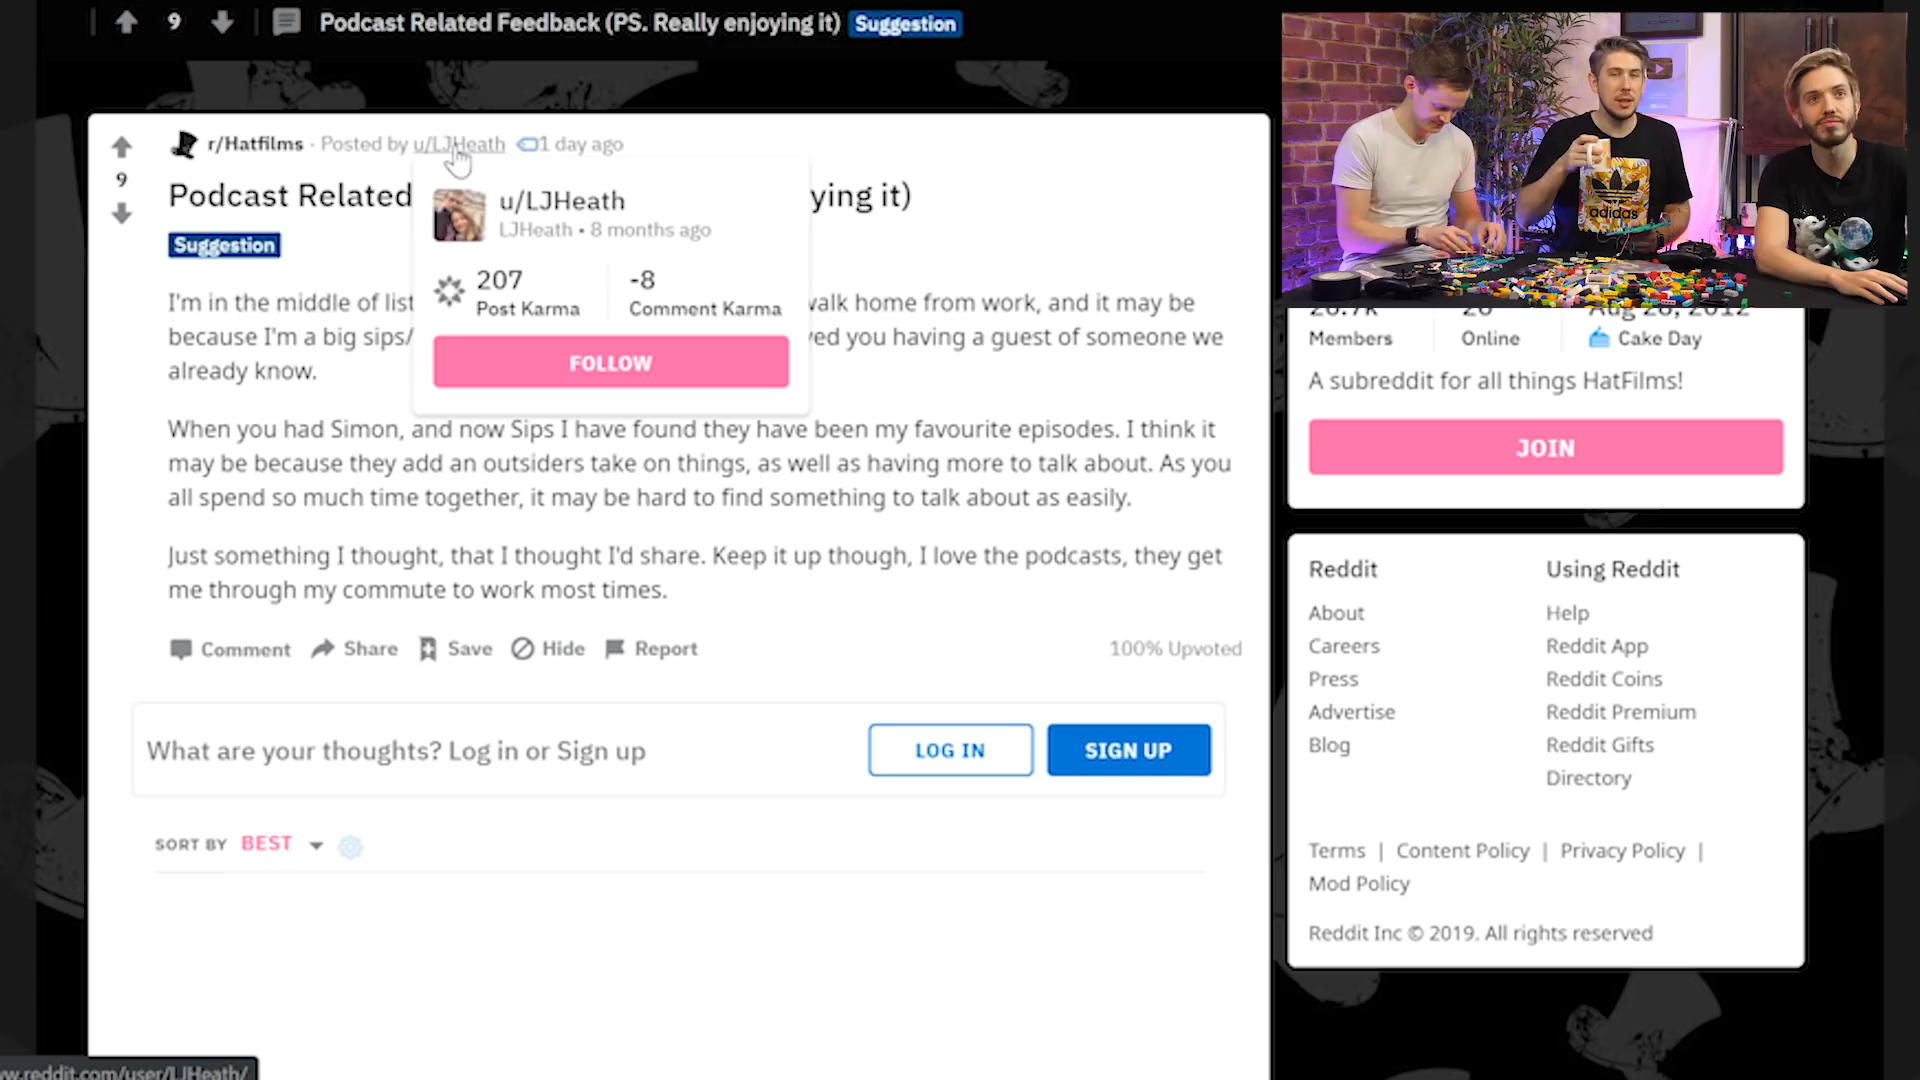 9 Podcast Related Feedback (PS. Really enjoying it) Suggestion
r/Hatfilms · Posted by u/LJHeath 1 day ago
9
Podcast Related ying it)
u/LJHeath
LJHeath • 8 months ago
Suggestion
207 -8
Post Karma Comment Karma
FOLLOW
I'm in the middle of list walk home from work, and it may be
because I'm a big sips/ ved you having a guest of someone we
already know.
When you had Simon, and now Sips I have found they have been my favourite episodes. I think it
may be because they add an outsiders take on things, as well as having more to talk about. As you
all spend so much time together, it may be hard to find something to talk about as easily.
Just something I thought, that I thought I'd share. Keep it up though, I love the podcasts, they get
me through my commute to work most times.
Comment Share Save Hide Report 100% Upvoted
What are your thoughts? Log in or Sign up LOG IN SIGN UP
SORT BY BEST
adidas
Aug 28, 2012
Members Online Cake Day
A subreddit for all things HatFilms!
JOIN
Reddit Using Reddit
About Help
Careers Reddit App
Press Reddit Coins
Advertise Reddit Premium
Blog Reddit Gifts
Directory
Terms | Content Policy | Privacy Policy |
Mod Policy
Reddit Inc © 2019. All rights reserved
ww.reddit.com/user/LJHeath/